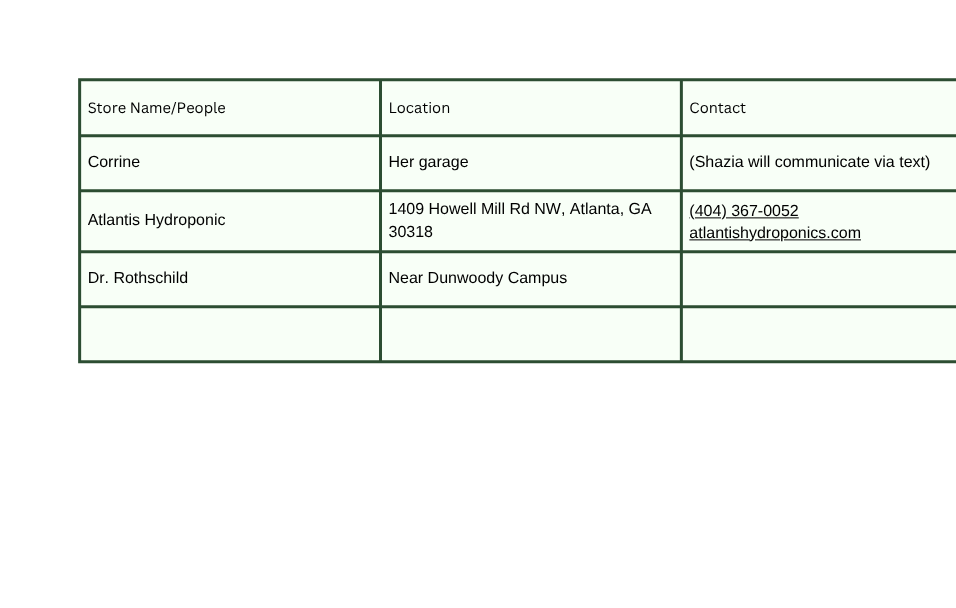 Store Name/People
Location
Contact
Corrine
Her garage
(Shazia will communicate via text)
Atlantis Hydroponic
1409 Howell Mill Rd NW, Atlanta, GA
30318
(404) 367-0052
atlantishydroponics.com
Dr. Rothschild
Near Dunwoody Campus